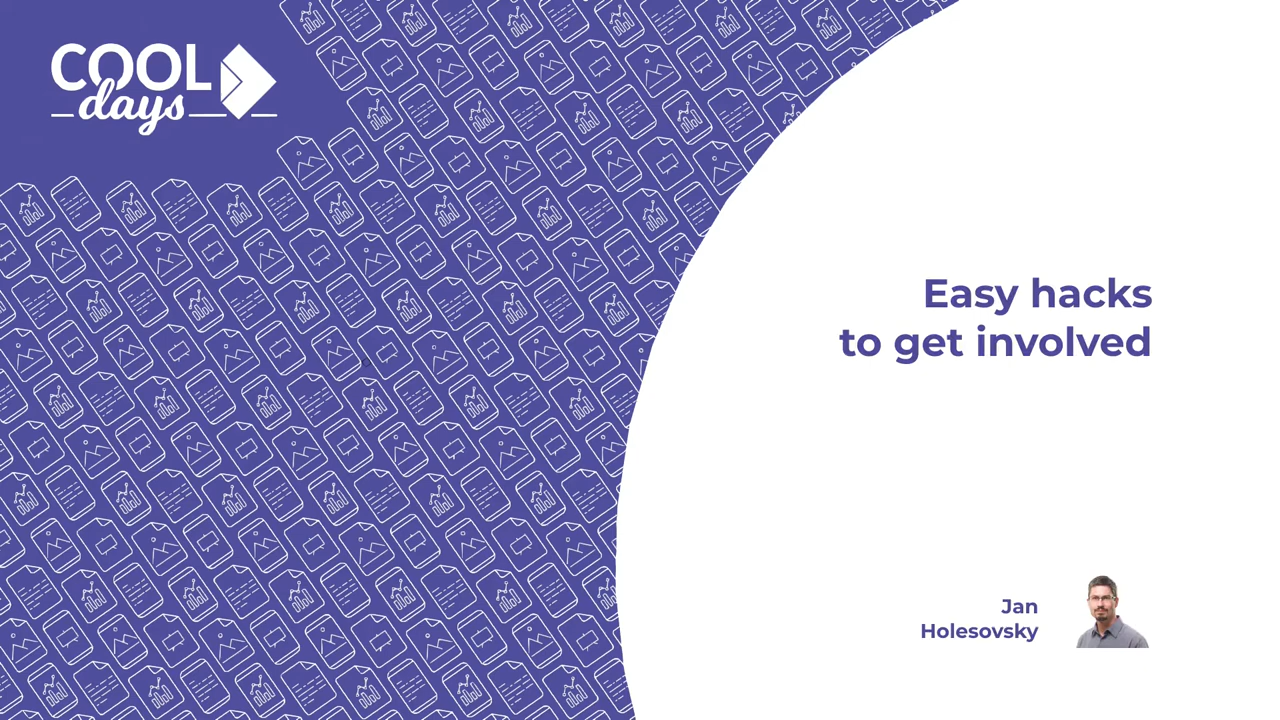 COOL
days
Easy hacks
to get involved
Jan
Holesovsky